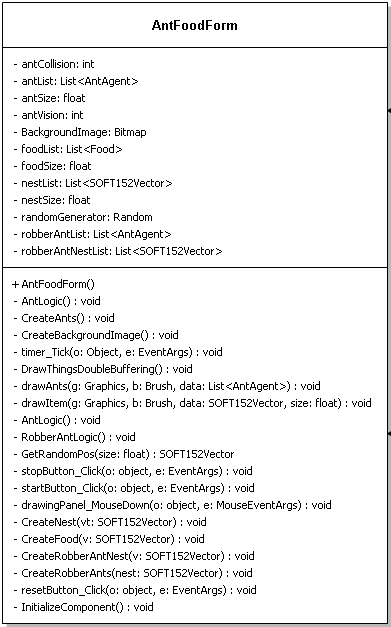 AntFoodForm
- antCollision: int
- antList: List<AntAgent>
- antSize: float
- antVision: int
- BackgroundImage: Bitmap
- foodList: List<Food>
- foodSize: float
- nestList: List<SOFT152Vector>
- nestSize: float
- randomGenerator: Random
- robberAntList: List<AntAgent>
- robberAntNestList: List<SOFT152Vector>
+ AntFoodForm()
- AntLogic() : void
- CreateAnts() : void
- CreateBackgroundImage() : void
- timer_Tick(o: Object, e: EventArgs) : void
- DrawThingsDoubleBuffering() : void
- drawAnts(g: Graphics, b: Brush, data: List<AntAgent>) : void
- drawItem(g: Graphics, b: Brush, data: SOFT152Vector, size: float) : void
- AntLogic() : void
- RobberAntLogic() : void
- GetRandomPos(size: float) : SOFT152Vector
- stopButton_Click(o: object, e: EventArgs) : void
- startButton_Click(o: object, e: EventArgs) : void
- drawingPanel_MouseDown(o: object, e: MouseEventArgs) : void
- CreateNest(vt: SOFT152Vector) : void
- CreateFood(v: SOFT152Vector) : void
- CreateRobberAntNest(v: SOFT152Vector) : void
- CreateRobberAnts(nest: SOFT152Vector) : void
- resetButton_Click(o: object, e: EventArgs) : void
- InitializeComponent() : void